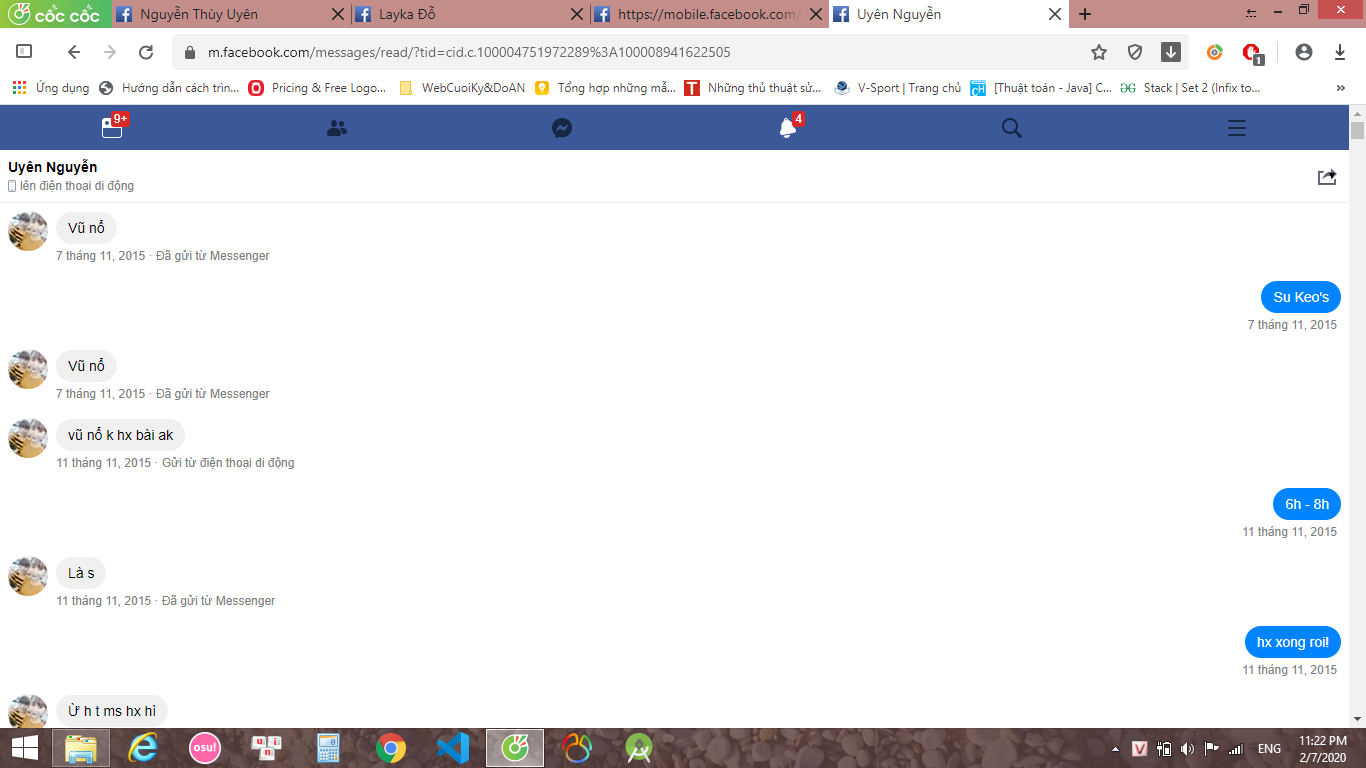 cốc cốc
Nguyễn Thùy Uyên
Layka Đỗ
https://mobile.facebook.com/
Uyên Nguyễn
m.facebook.com/messages/read/?tid=cid.c.100004751972289%3A100008941622505
1
Ứng dụng
Hướng dẫn cách trìn...
Pricing & Free Logo...
WebCuoiKy&DoAN
Tổng hợp những mẫ...
Những thủ thuật sử...
V-Sport | Trang chủ
[Thuật toán - Java] C...
Stack | Set 2 (Infix to...
9+
4
Uyên Nguyễn
lên điện thoại di động
Vũ nổ
7 tháng 11, 2015 · Đã gửi từ Messenger
Su Keo's
7 tháng 11, 2015
Vũ nổ
7 tháng 11, 2015 · Đã gửi từ Messenger
vũ nổ k hx bài ak
11 tháng 11, 2015 · Gửi từ điện thoại di động
6h - 8h
11 tháng 11, 2015
Là s
11 tháng 11, 2015 · Đã gửi từ Messenger
hx xong roi!
11 tháng 11, 2015
Ừ h t ms hx hì
osu!
ENG
11:22 PM
2/7/2020